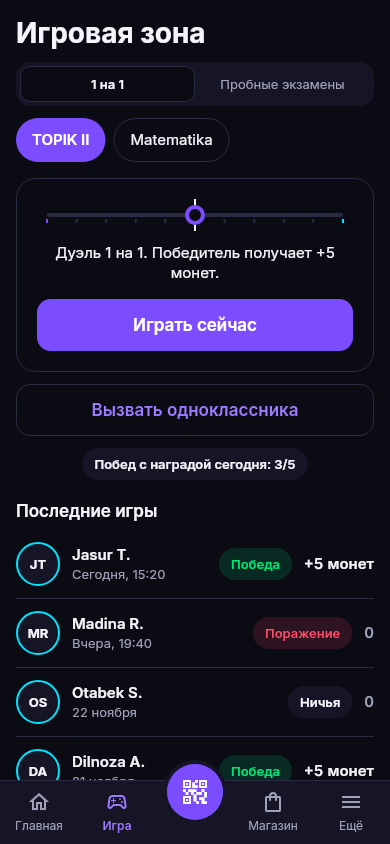 Игровая зона
1 на 1
Пробные экзамены
TOPIK II
Matematika
Дуэль 1 на 1. Победитель получает +5
монет.
Играть сейчас
Вызвать одноклассника
Побед с наградой сегодня: 3/5
Последние игры
JT
Jasur T.
Сегодня, 15:20
Победа
+5 монет
MR
Madina R.
Вчера, 19:40
Поражение
0
OS
Otabek S.
22 ноября
Ничья
0
DA
Dilnoza A.
21 ноября
Победа
+5 монет
Главная
Игра
Магазин
Ещё